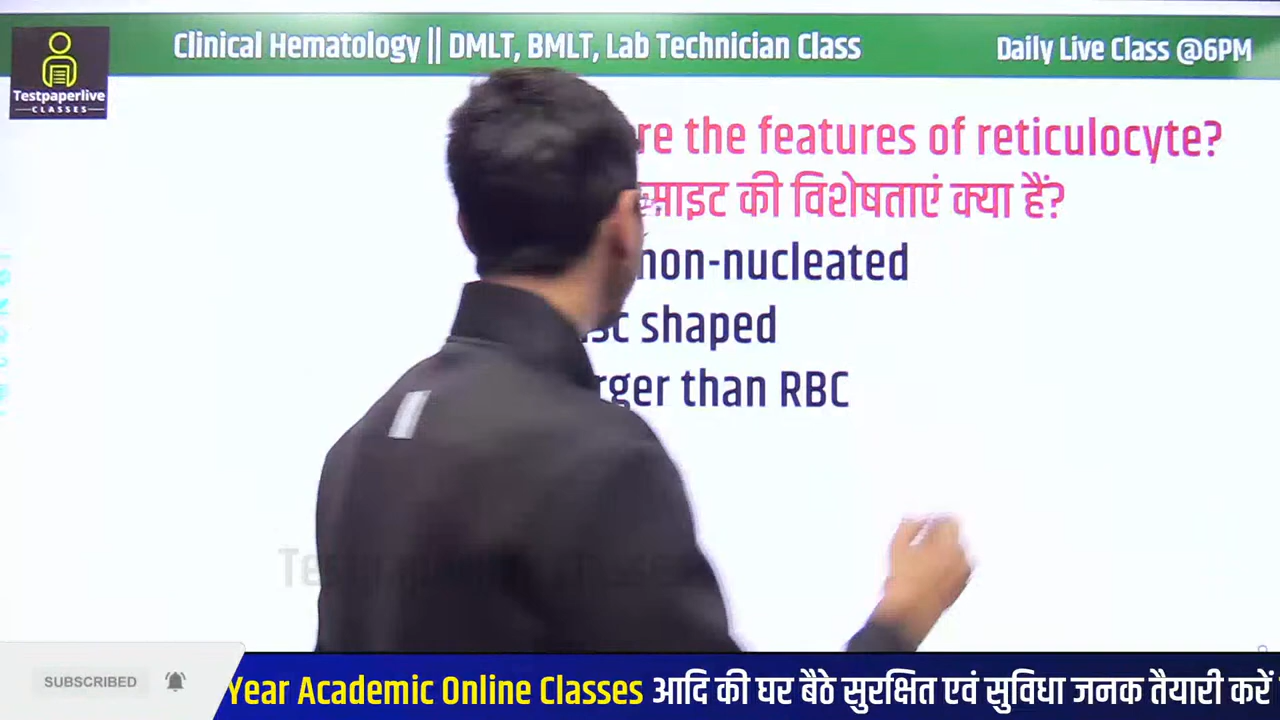 Clinical Hematology || DMLT, BMLT, Lab Technician Class
Daily Live Class @6PM
Testpaperlive
CLASSES
the features of reticulocyte?
की विशेषताएं क्या हैं?
non-nucleated
shaped
than RBC
SUBSCRIBED
Year Academic Online Classes आदि की घर बैठे सुरक्षित एवं सुविधा जनक तैयारी करें